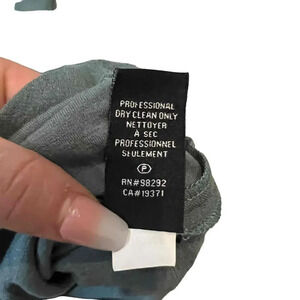 PROFESSIONAL
DRY CLEAN ONLY
NETTOYER
À SEC
PROFESSIONNEL
SEULEMENT
P
RN#98292
CA#19371